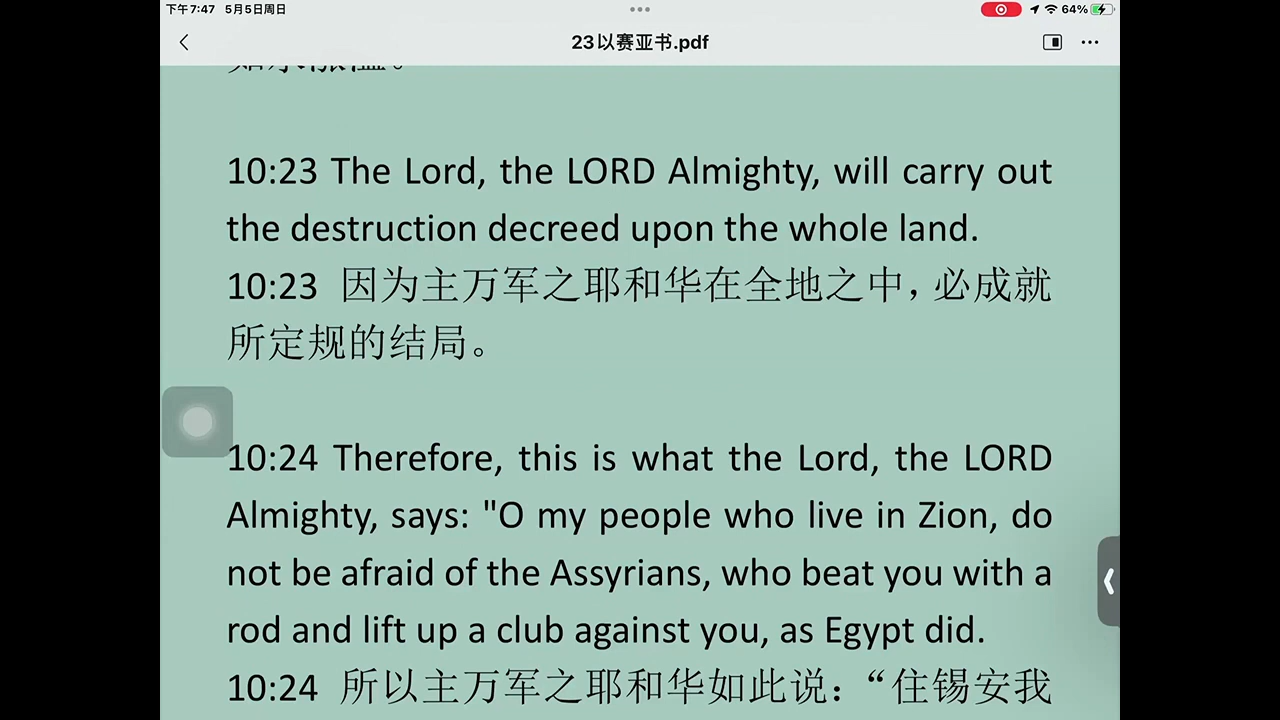 下午7:47 5月5日周日
64%
23以赛亚书.pdf
10:23 The Lord, the LORD Almighty, will carry out
the destruction decreed upon the whole land.
10:23 因为主万军之耶和华在全地之中，必成就
所定规的结局。
10:24 Therefore, this is what the Lord, the LORD
Almighty, says: "O my people who live in Zion, do
not be afraid of the Assyrians, who beat you with a
rod and lift up a club against you, as Egypt did.
10:24 所以主万军之耶和华如此说：“住锡安我